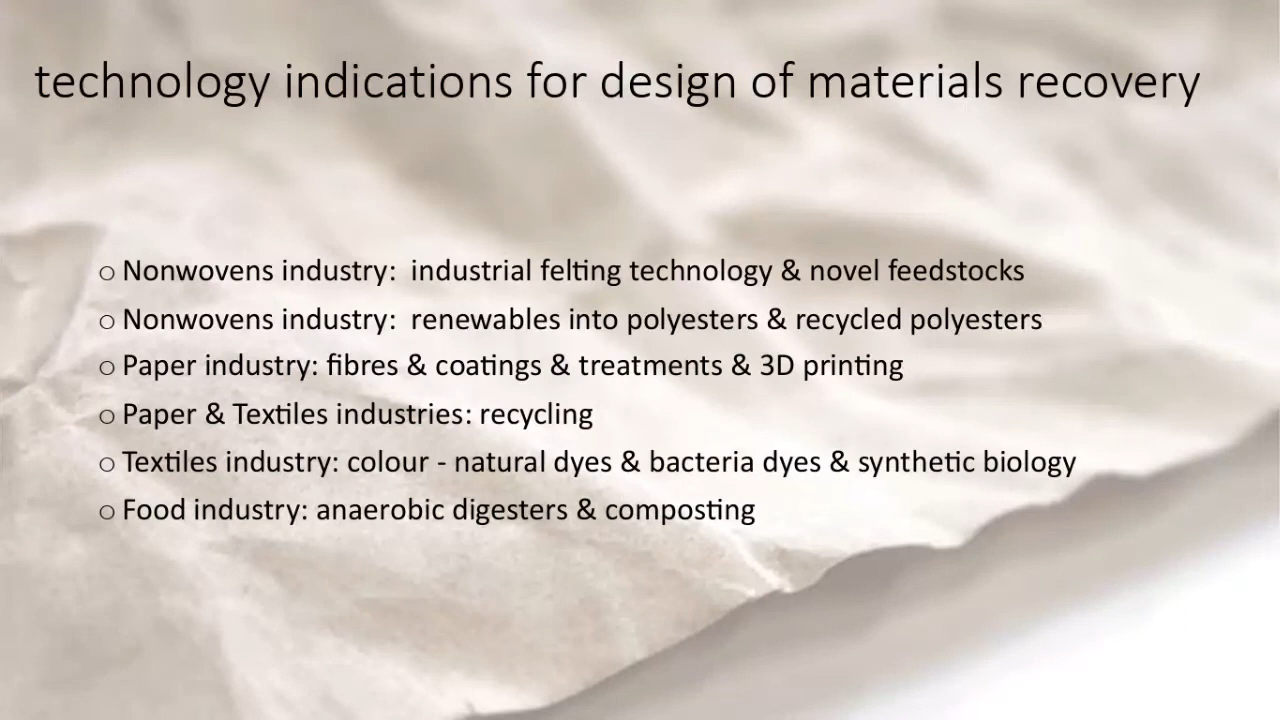 technology indications for design of materials recovery
○ Nonwovens industry:  industrial felting technology & novel feedstocks
○ Nonwovens industry:  renewables into polyesters & recycled polyesters
○ Paper industry: fibres & coatings & treatments & 3D printing
○ Paper & Textiles industries: recycling
○ Textiles industry: colour - natural dyes & bacteria dyes & synthetic biology
○ Food industry: anaerobic digesters & composting